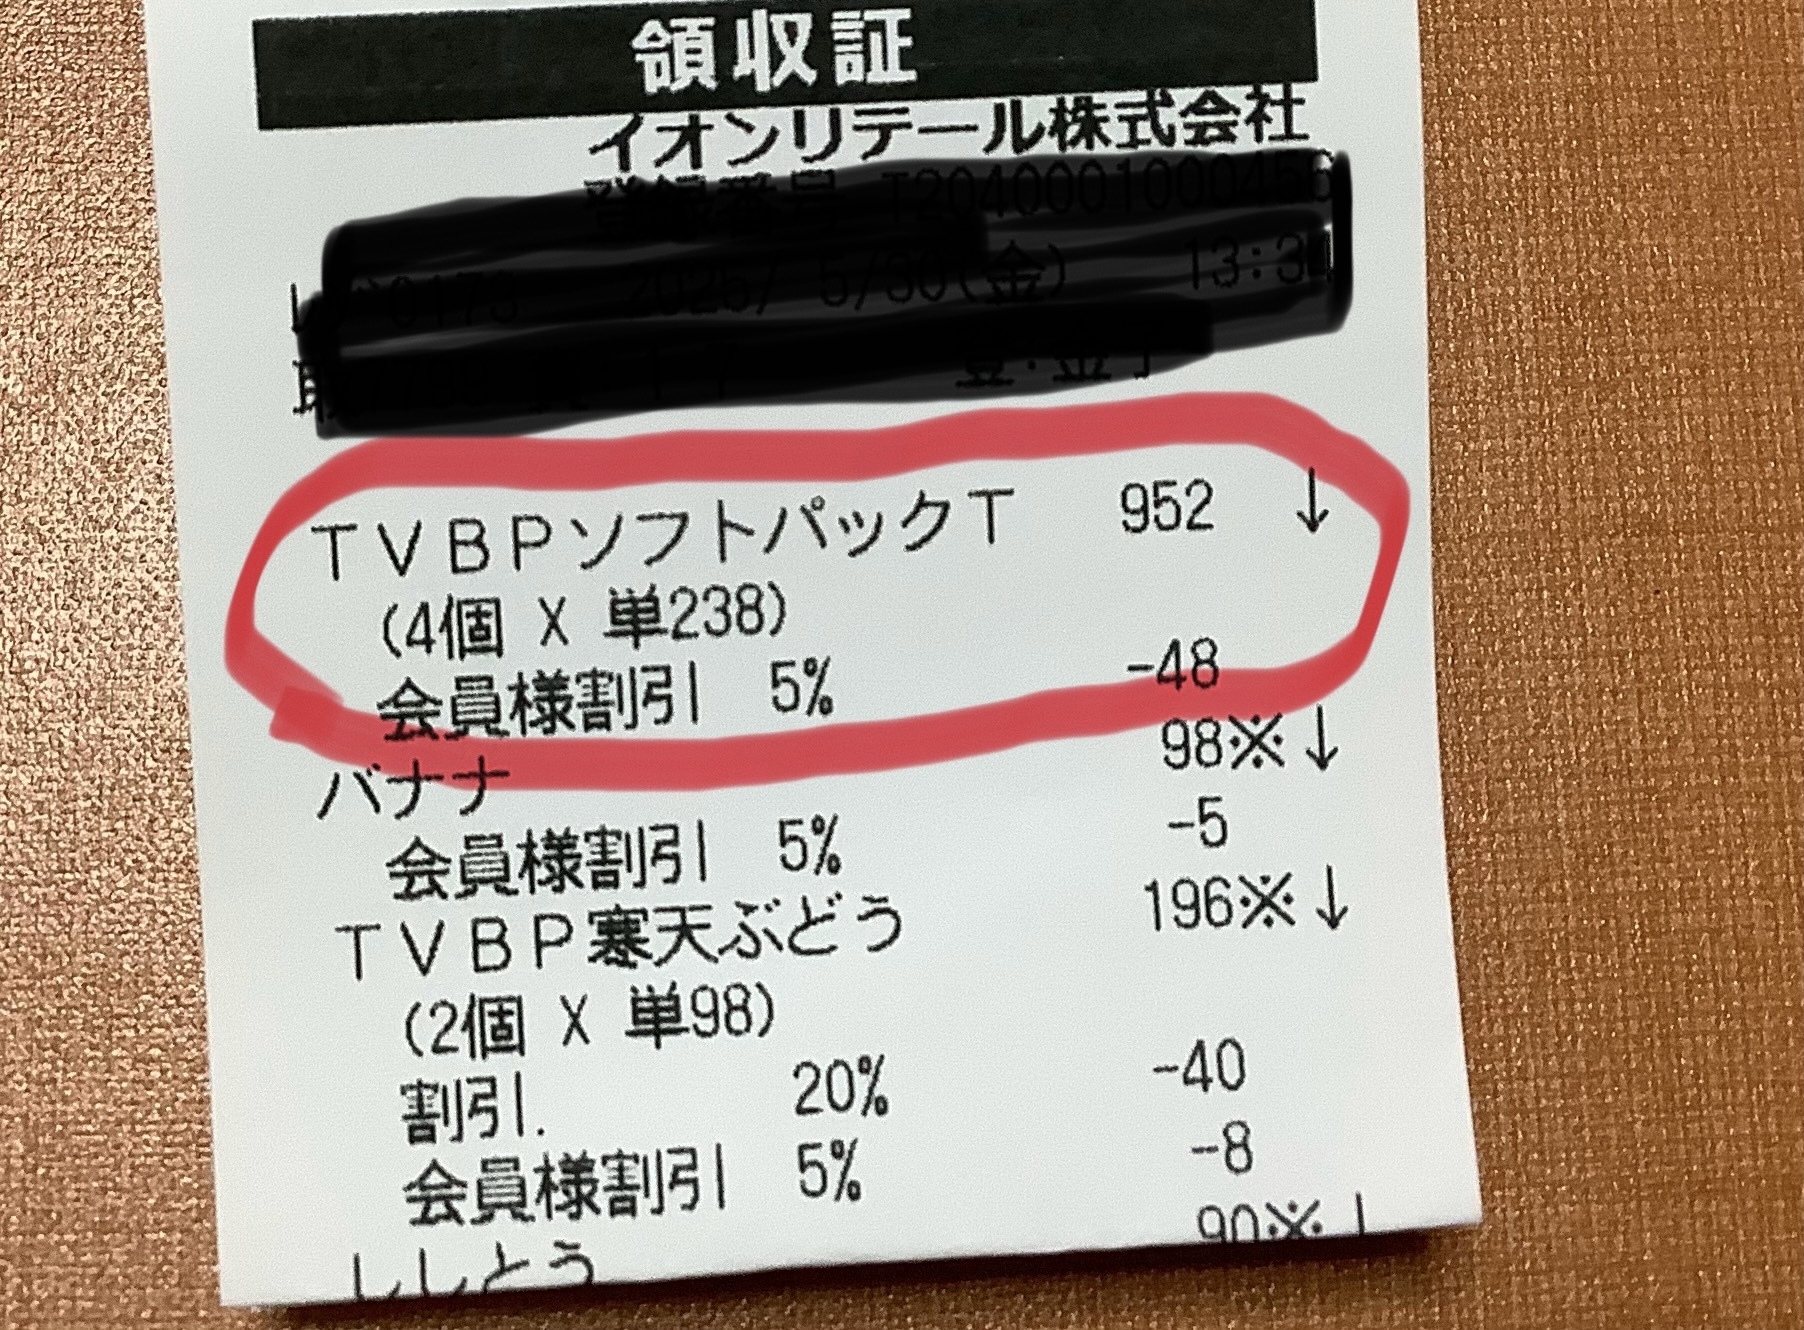 領収証
イオンリテール株式会社
TVBPソフトパックT 952 ↓
(4個 X 単238)
会員様割引 5% -48
バナナ 98※↓
会員様割引 5% -5
TVBP寒天ぶどう 196※↓
(2個 X 単98)
割引. 20% -40
会員様割引 5% -8
ししとう 90※↓